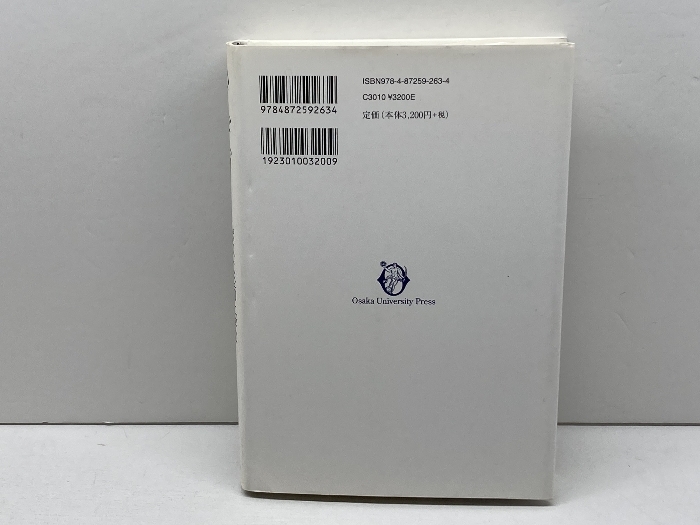 9784872592634
1923010032009
ISBN978-4-87259-263-4
C3010 ¥3200E
定価(本体3,200円+税)
Osaka University Press